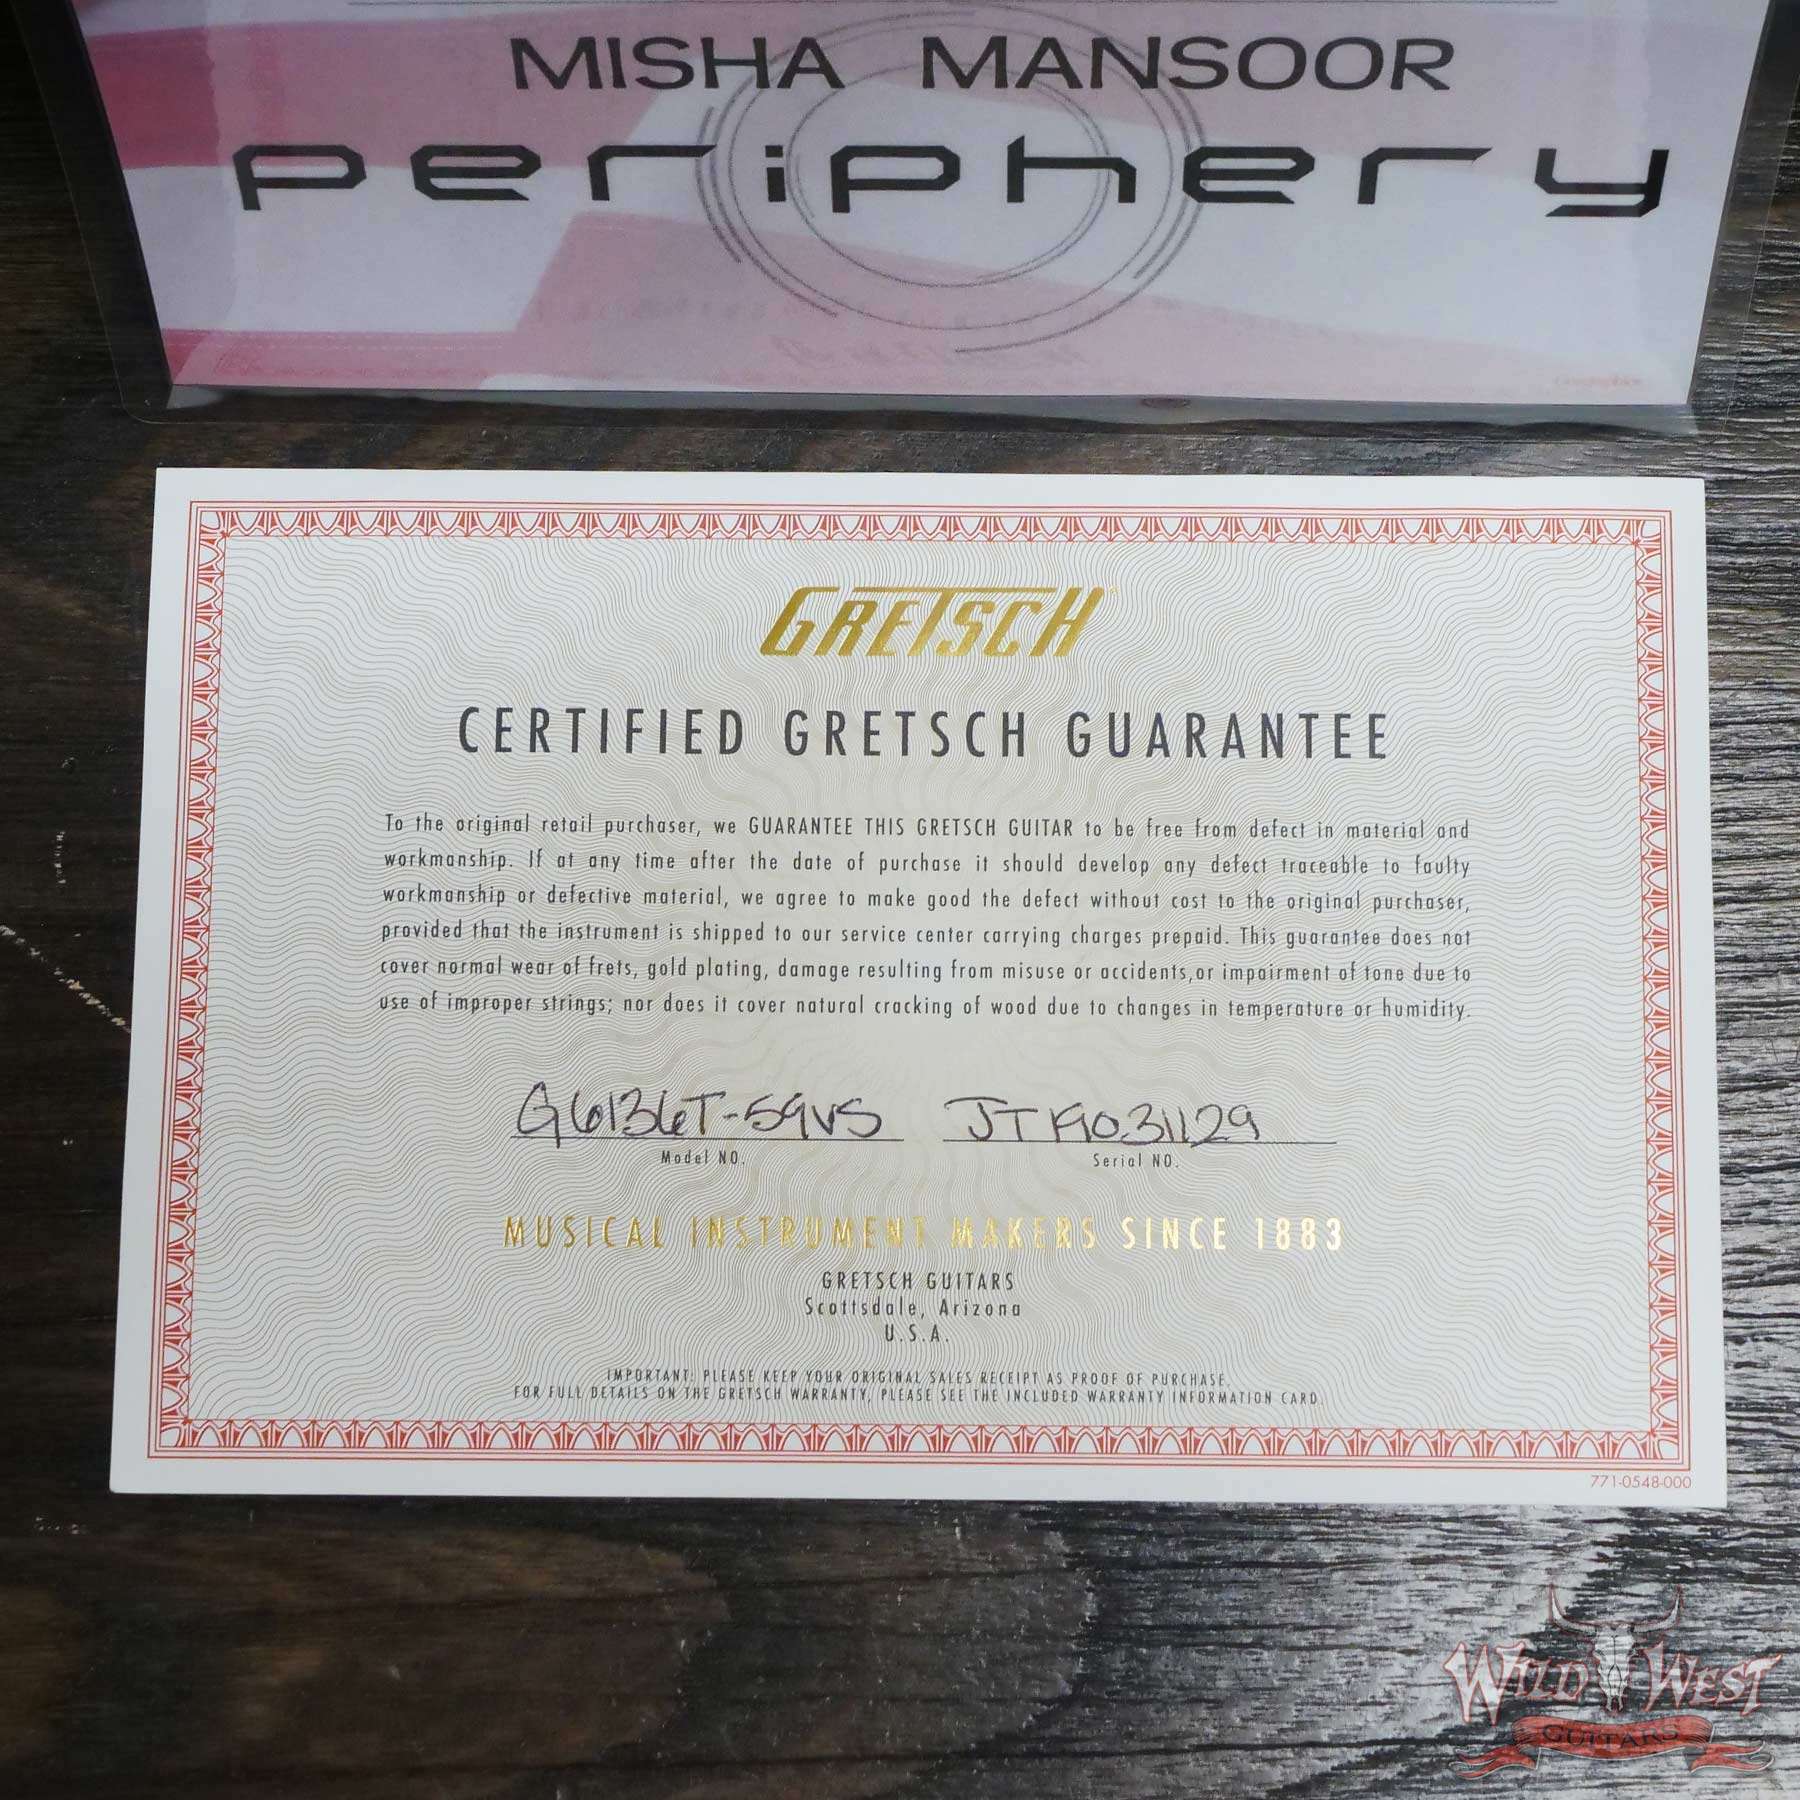 MISHA MANSOOR
periphery
GRETSCH
CERTIFIED GRETSCH GUARANTEE
To the original retail purchaser, we GUARANTEE THIS GRETSCH GUITAR to be free from defect in material and
workmanship. If at any time after the date of purchase it should develop any defect traceable to faulty
workmanship or defective material, we agree to make good the defect without cost to the original purchaser,
provided that the instrument is shipped to our service center carrying charges prepaid. This guarantee does not
cover normal wear of frets, gold plating, damage resulting from misuse or accidents,or impairment of tone due to
use of improper strings; nor does it cover natural cracking of wood due to changes in temperature or humidity.
G6136T-59VS JT19031129
Model NO. Serial NO.
MUSICAL INSTRUMENT MAKERS SINCE 1883
GRETSCH GUITARS
Scottsdale, Arizona
U.S.A.
IMPORTANT: PLEASE KEEP YOUR ORIGINAL SALES RECEIPT AS PROOF OF PURCHASE.
FOR FULL DETAILS ON THE GRETSCH WARRANTY, PLEASE SEE THE INCLUDED WARRANTY INFORMATION CARD.
771-0548-000
WILD WEST
GUITARS